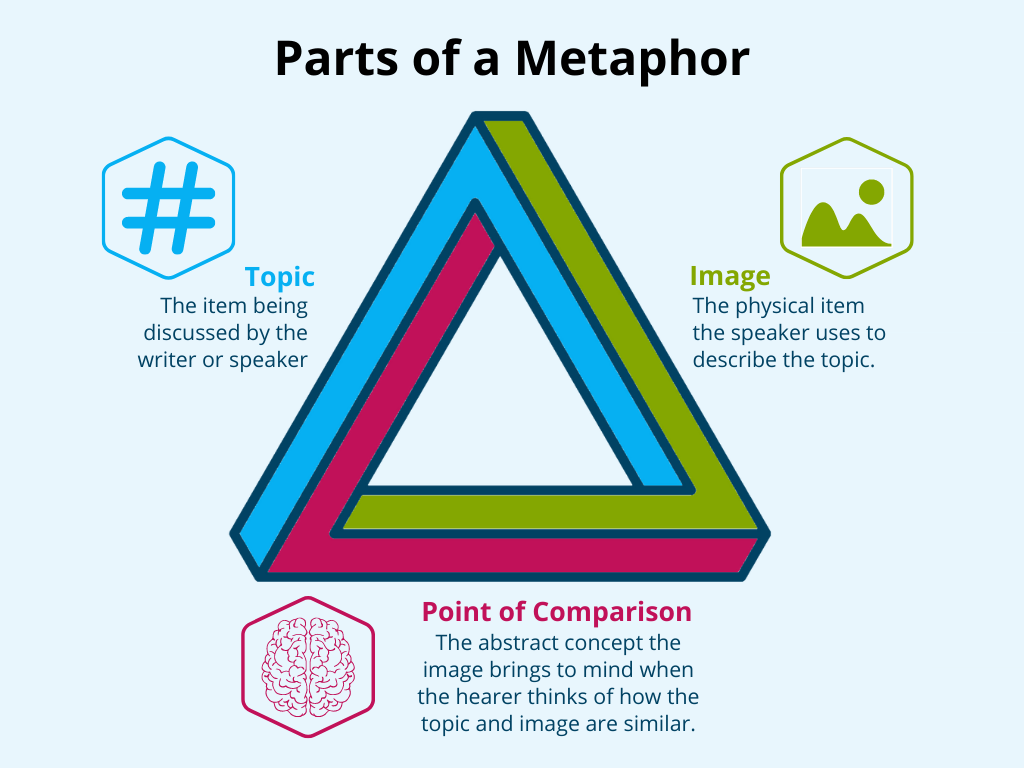 Parts of a Metaphor
Topic
The item being
discussed by the
writer or speaker
Image
The physical item
the speaker uses to
describe the topic.
Point of Comparison
The abstract concept the
image brings to mind when
the hearer thinks of how the
topic and image are similar.